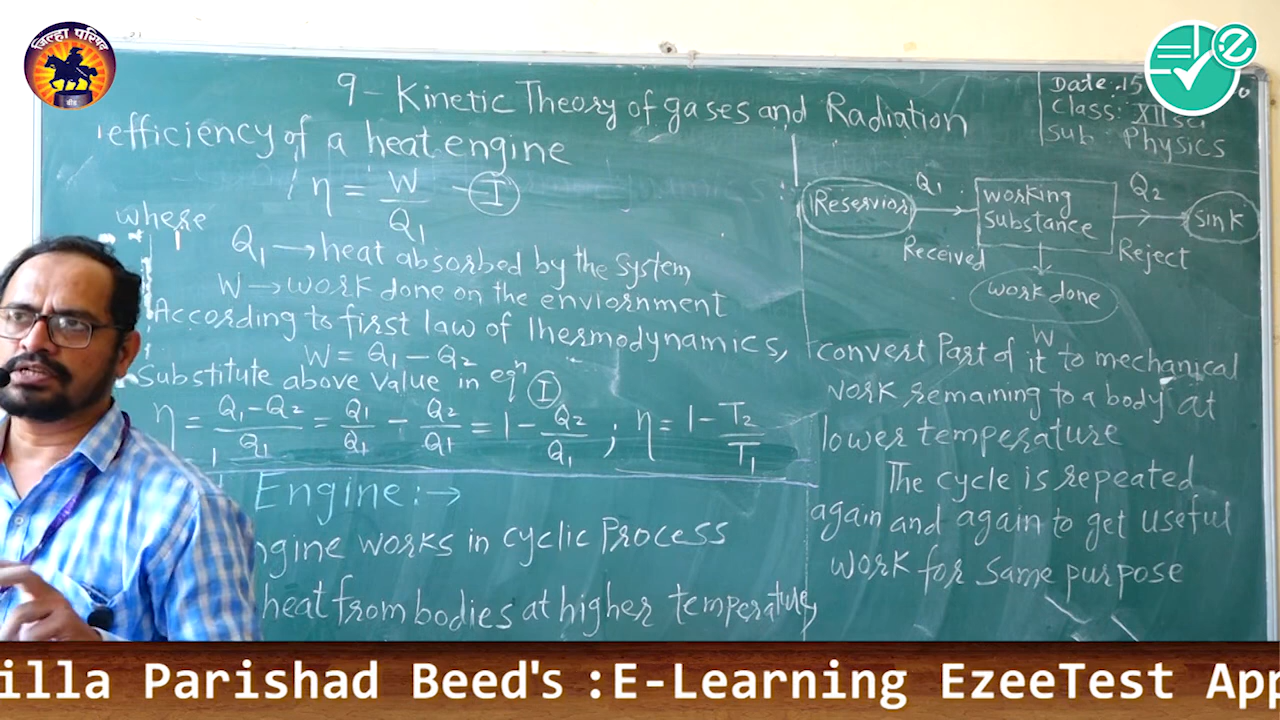 जिल्हा परिषद
बीड
e
9 - Kinetic Theory of gases and Radiation
Date: 15
Class: XII sci
Sub: Physics
efficiency of a heat engine
η = W/Q1 - I
where
Q1 → heat absorbed by the system,
W → work done on the enviornment
According to first law of Thermodynamics,
W = Q1 - Q2
Substitute above value in eqn I
η = Q1-Q2/Q1 = Q1/Q1 - Q2/Q1 = 1 - Q2/Q1 ; η = 1 - T2/T1
Engine :→
ngine works in cyclic Process
heat from bodies at higher temperature,
Reservior
Q1
working
substance
Q2
sink
Received
Reject
work done
W
convert Part of it to mechanical
work remaining to a body at
lower temperature
The cycle is repeated
again and again to get useful
work for same purpose
illa Parishad Beed's :E-Learning EzeeTest App